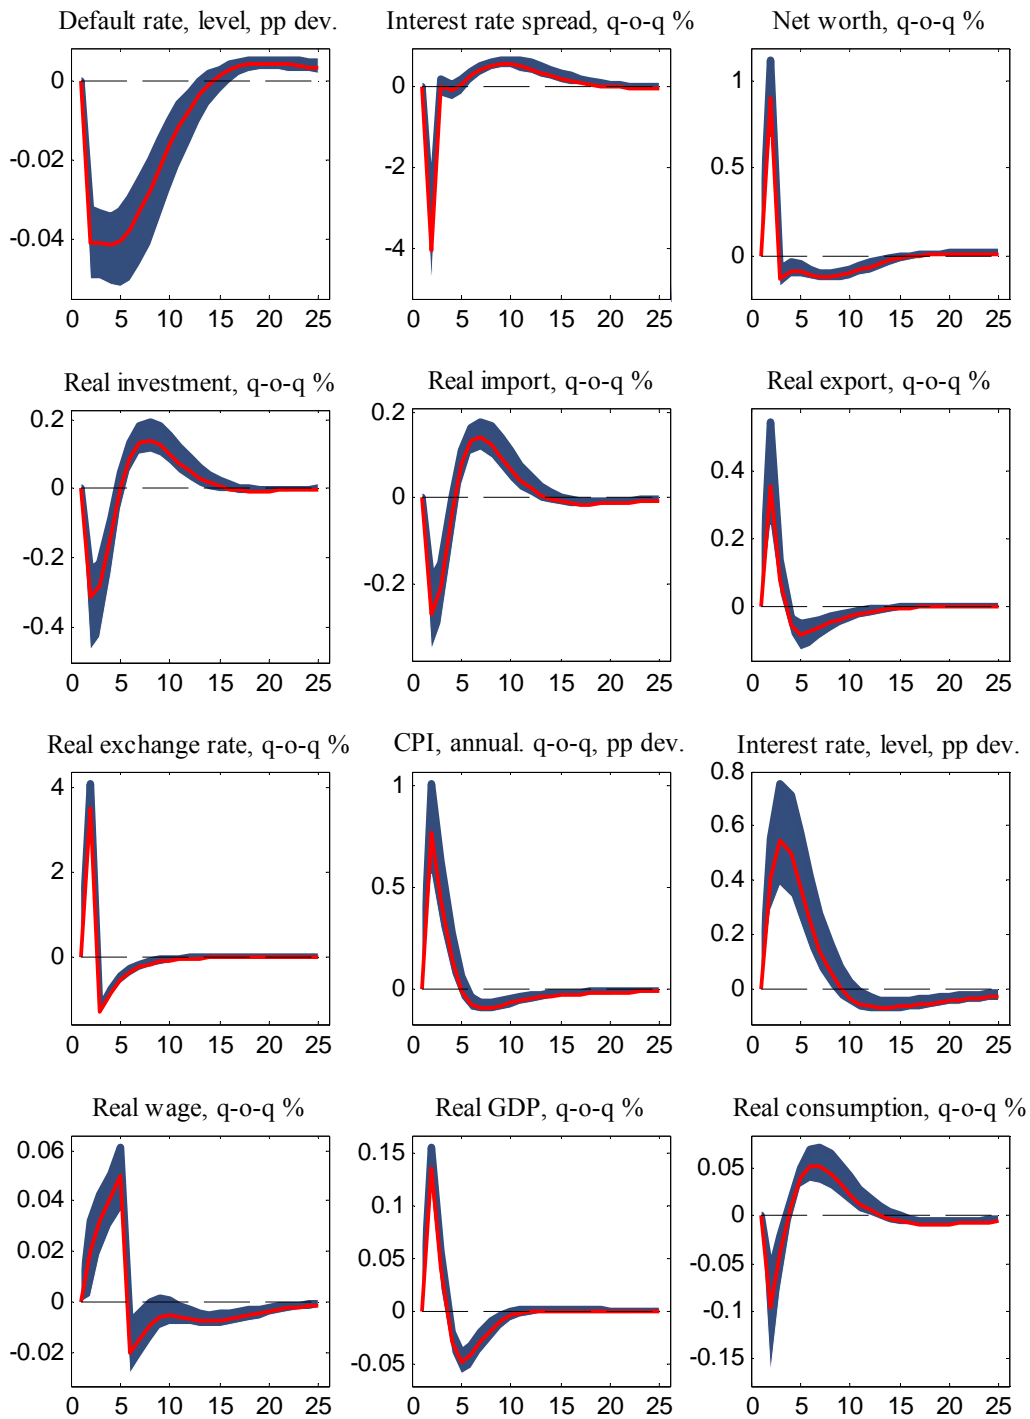 Default rate, level, pp dev.
0
-0.02
-0.04
0 5 10 15 20 25
Interest rate spread, q-o-q %
0
-2
-4
0 5 10 15 20 25
Net worth, q-o-q %
1
0.5
0
0 5 10 15 20 25
Real investment, q-o-q %
0.2
0
-0.2
-0.4
0 5 10 15 20 25
Real import, q-o-q %
0.2
0
-0.2
0 5 10 15 20 25
Real export, q-o-q %
0.4
0.2
0
0 5 10 15 20 25
Real exchange rate, q-o-q %
4
2
0
0 5 10 15 20 25
CPI, annual. q-o-q, pp dev.
1
0.5
0
0 5 10 15 20 25
Interest rate, level, pp dev.
0.8
0.6
0.4
0.2
0
0 5 10 15 20 25
Real wage, q-o-q %
0.06
0.04
0.02
0
-0.02
0 5 10 15 20 25
Real GDP, q-o-q %
0.15
0.1
0.05
0
-0.05
0 5 10 15 20 25
Real consumption, q-o-q %
0.05
0
-0.05
-0.1
-0.15
0 5 10 15 20 25